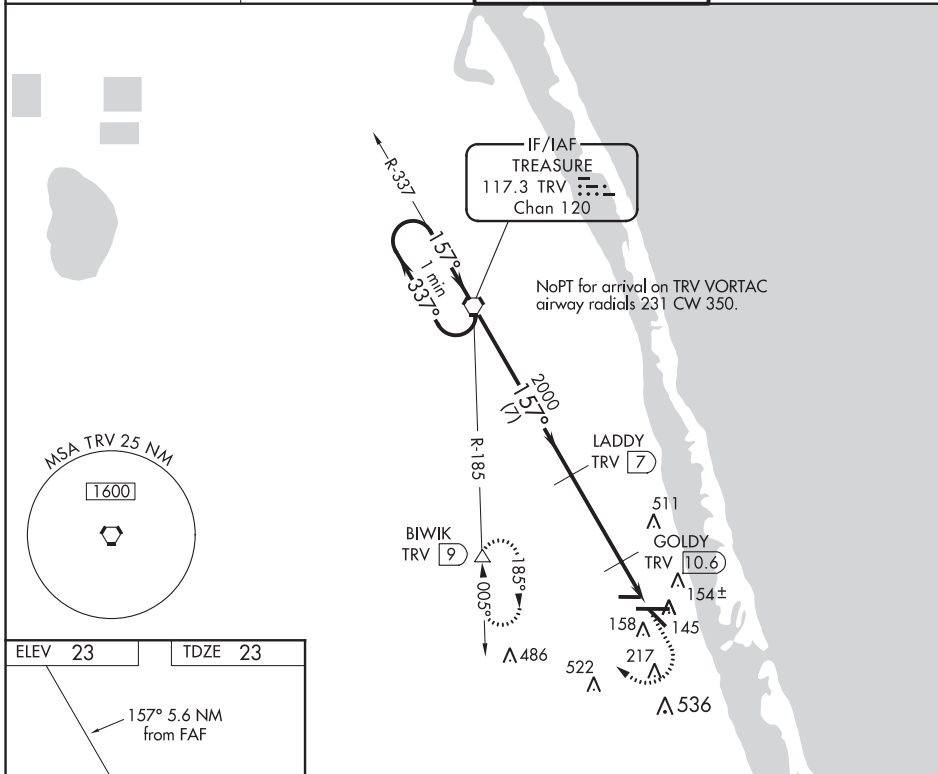 R-337
IF/IAF
TREASURE
117.3 TRV
Chan 120
157°
1 min
337°
NoPT for arrival on TRV VORTAC
airway radials 231 CW 350.
2000
157°
(7)
R-185
MSA TRV 25 NM
1600
LADDY
TRV 7
511
BIWIK
TRV 9
GOLDY
TRV 10.6
185°
005°
154±
158
145
486
522
217
536
ELEV 23
TDZE 23
157° 5.6 NM
from FAF